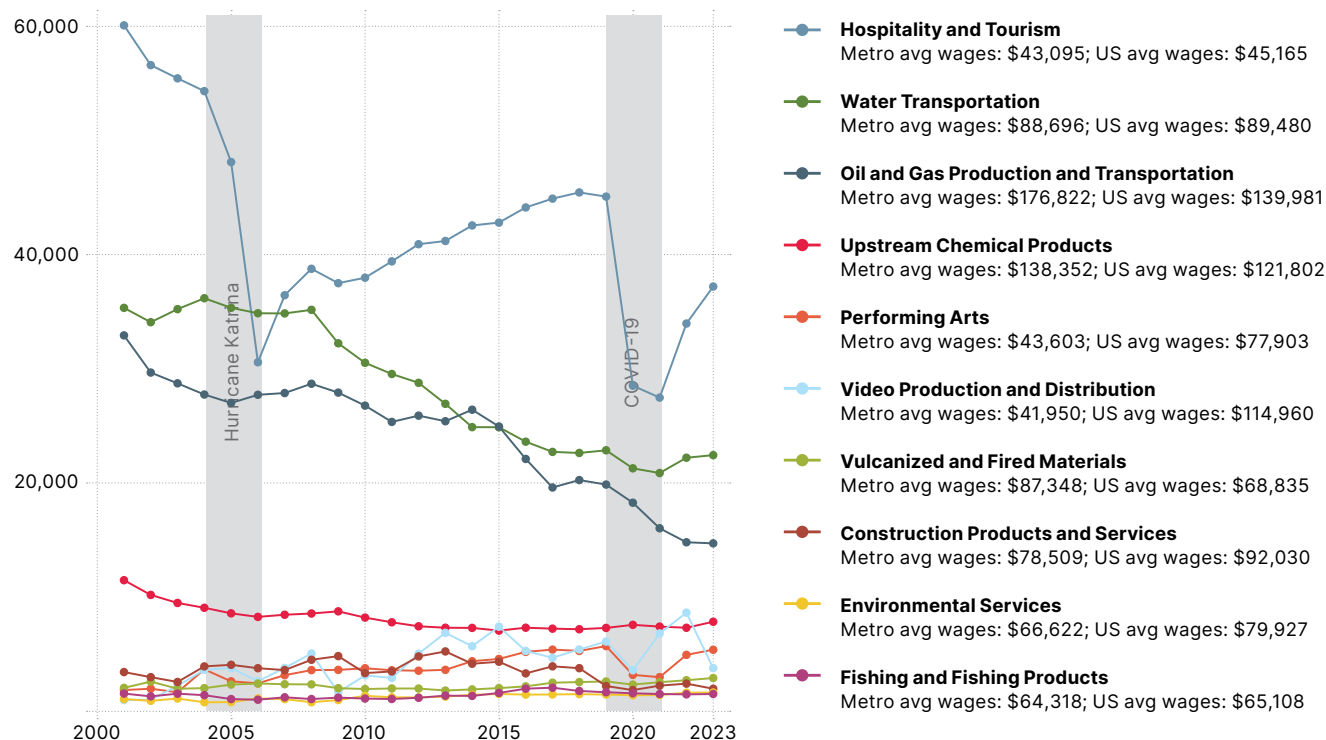 60,000
40,000
20,000
Hurricane Katrina
COVID-19
2000
2005
2010
2015
2020
2023
Hospitality and Tourism
Metro avg wages: $43,095; US avg wages: $45,165
Water Transportation
Metro avg wages: $88,696; US avg wages: $89,480
Oil and Gas Production and Transportation
Metro avg wages: $176,822; US avg wages: $139,981
Upstream Chemical Products
Metro avg wages: $138,352; US avg wages: $121,802
Performing Arts
Metro avg wages: $43,603; US avg wages: $77,903
Video Production and Distribution
Metro avg wages: $41,950; US avg wages: $114,960
Vulcanized and Fired Materials
Metro avg wages: $87,348; US avg wages: $68,835
Construction Products and Services
Metro avg wages: $78,509; US avg wages: $92,030
Environmental Services
Metro avg wages: $66,622; US avg wages: $79,927
Fishing and Fishing Products
Metro avg wages: $64,318; US avg wages: $65,108